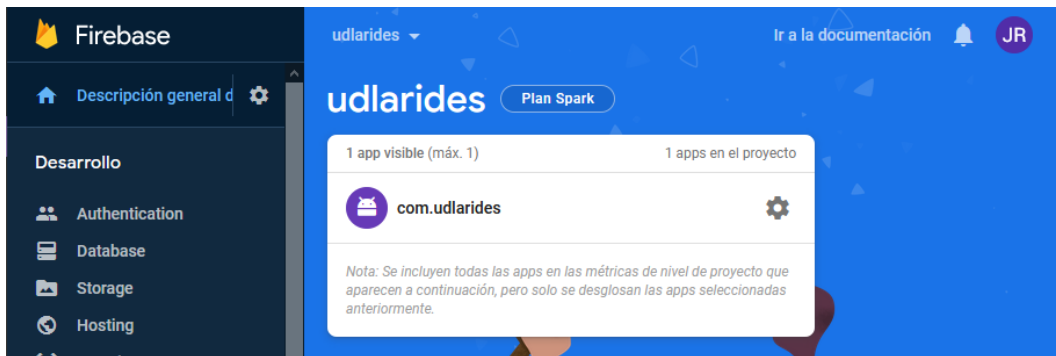 Firebase
udlarides
Ir a la documentación
JR
Descripción general d
udlarides
Plan Spark
Desarrollo
1 app visible (máx. 1)
1 apps en el proyecto
com.udlarides
Authentication
Database
Storage
Hosting
Nota: Se incluyen todas las apps en las métricas de nivel de proyecto que
aparecen a continuación, pero solo se desglosan las apps seleccionadas
anteriormente.